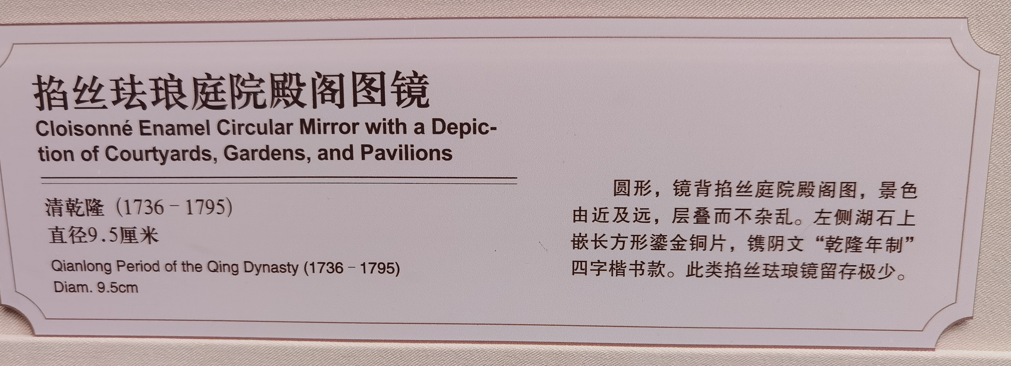 掐丝珐琅庭院殿阁图镜
Cloisonné Enamel Circular Mirror with a Depic-
tion of Courtyards, Gardens, and Pavilions
清乾隆（1736－1795）
直径9.5厘米
Qianlong Period of the Qing Dynasty (1736－1795)
Diam. 9.5cm
圆形，镜背掐丝庭院殿阁图，景色
由近及远，层叠而不杂乱。左侧湖石上
嵌长方形鎏金铜片，镌阴文“乾隆年制”
四字楷书款。此类掐丝珐琅镜留存极少。